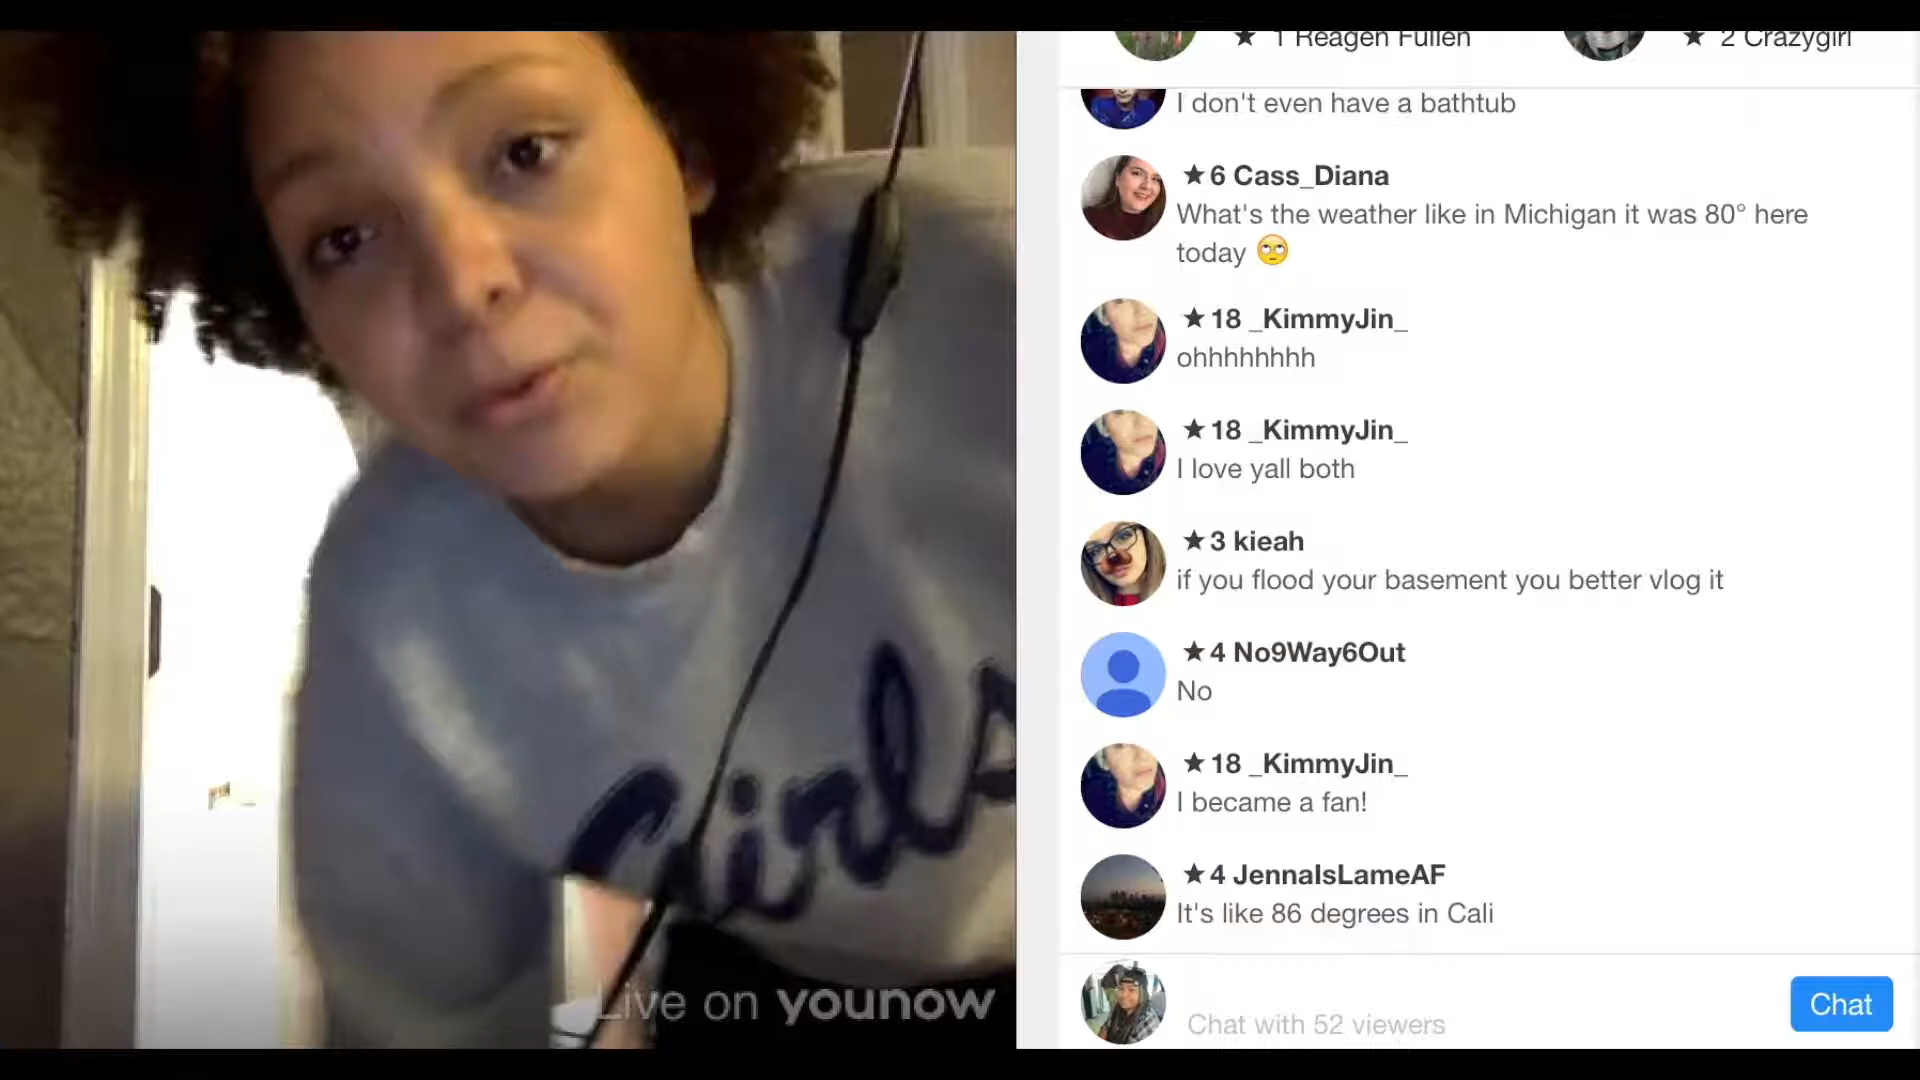 ★ 1 Reagen Fullen
★ 2 Crazygirl
I don't even have a bathtub
★ 6 Cass_Diana
What's the weather like in Michigan it was 80° here
today 🙄
★ 18 _KimmyJin_
ohhhhhhhh
★ 18 _KimmyJin_
I love yall both
★ 3 kieah
if you flood your basement you better vlog it
★ 4 No9Way6Out
No
★ 18 _KimmyJin_
I became a fan!
★ 4 JennaIsLameAF
It's like 86 degrees in Cali
Chat with 52 viewers
Chat
Girls
Live on younow